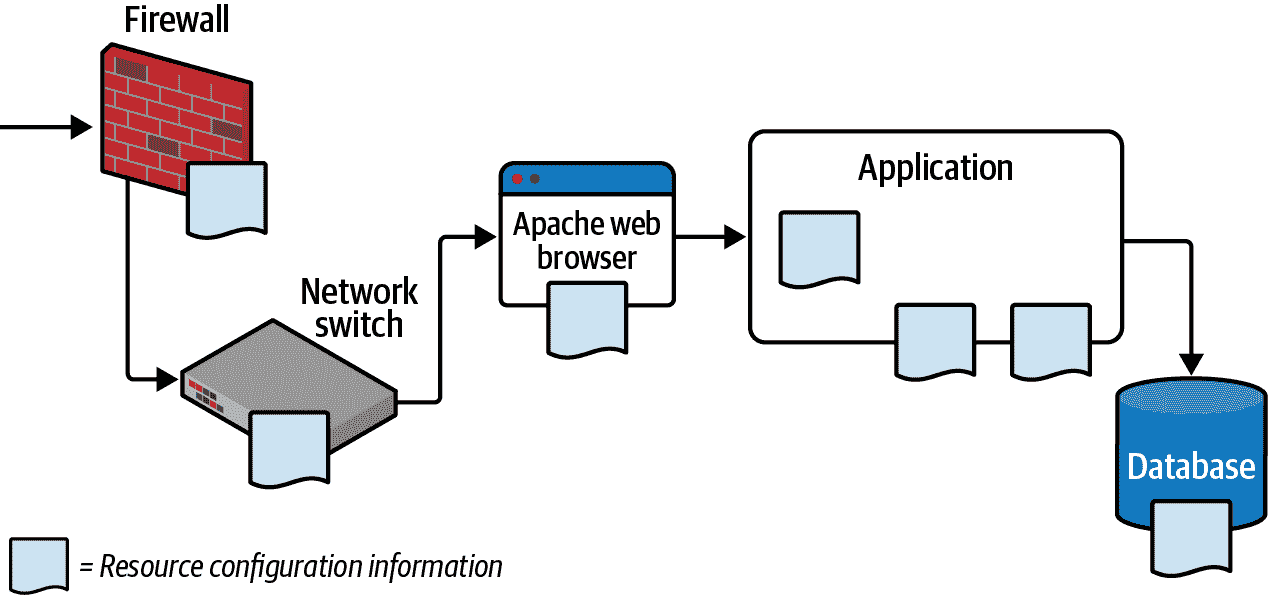 Firewall
Network
switch
Apache web
browser
Application
Database
= Resource configuration information